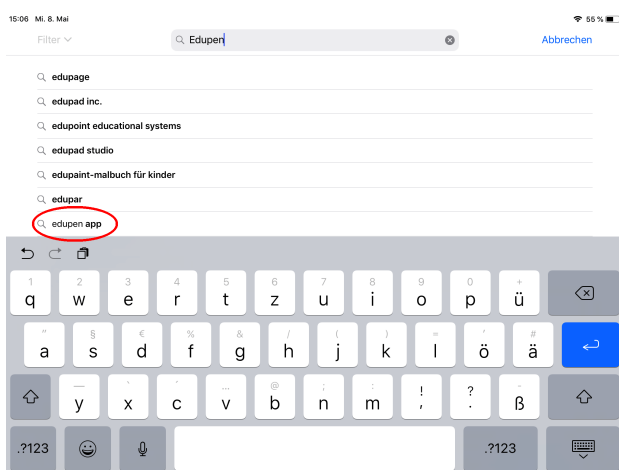 15:06 Mi. 8. Mai 55 %
Filter Edupen Abbrechen
edupage
edupad inc.
edupoint educational systems
edupad studio
edupaint-malbuch für kinder
edupar
edupen app
1 2 3 4 5 6 7 8 9 0 +
q w e r t z u i o p ü
" § € % & / ( ) = ' #
a s d f g h j k l ö ä
— ` ´ ... @ ; : ! ? -
y x c v b n m , . ß
.?123 .?123